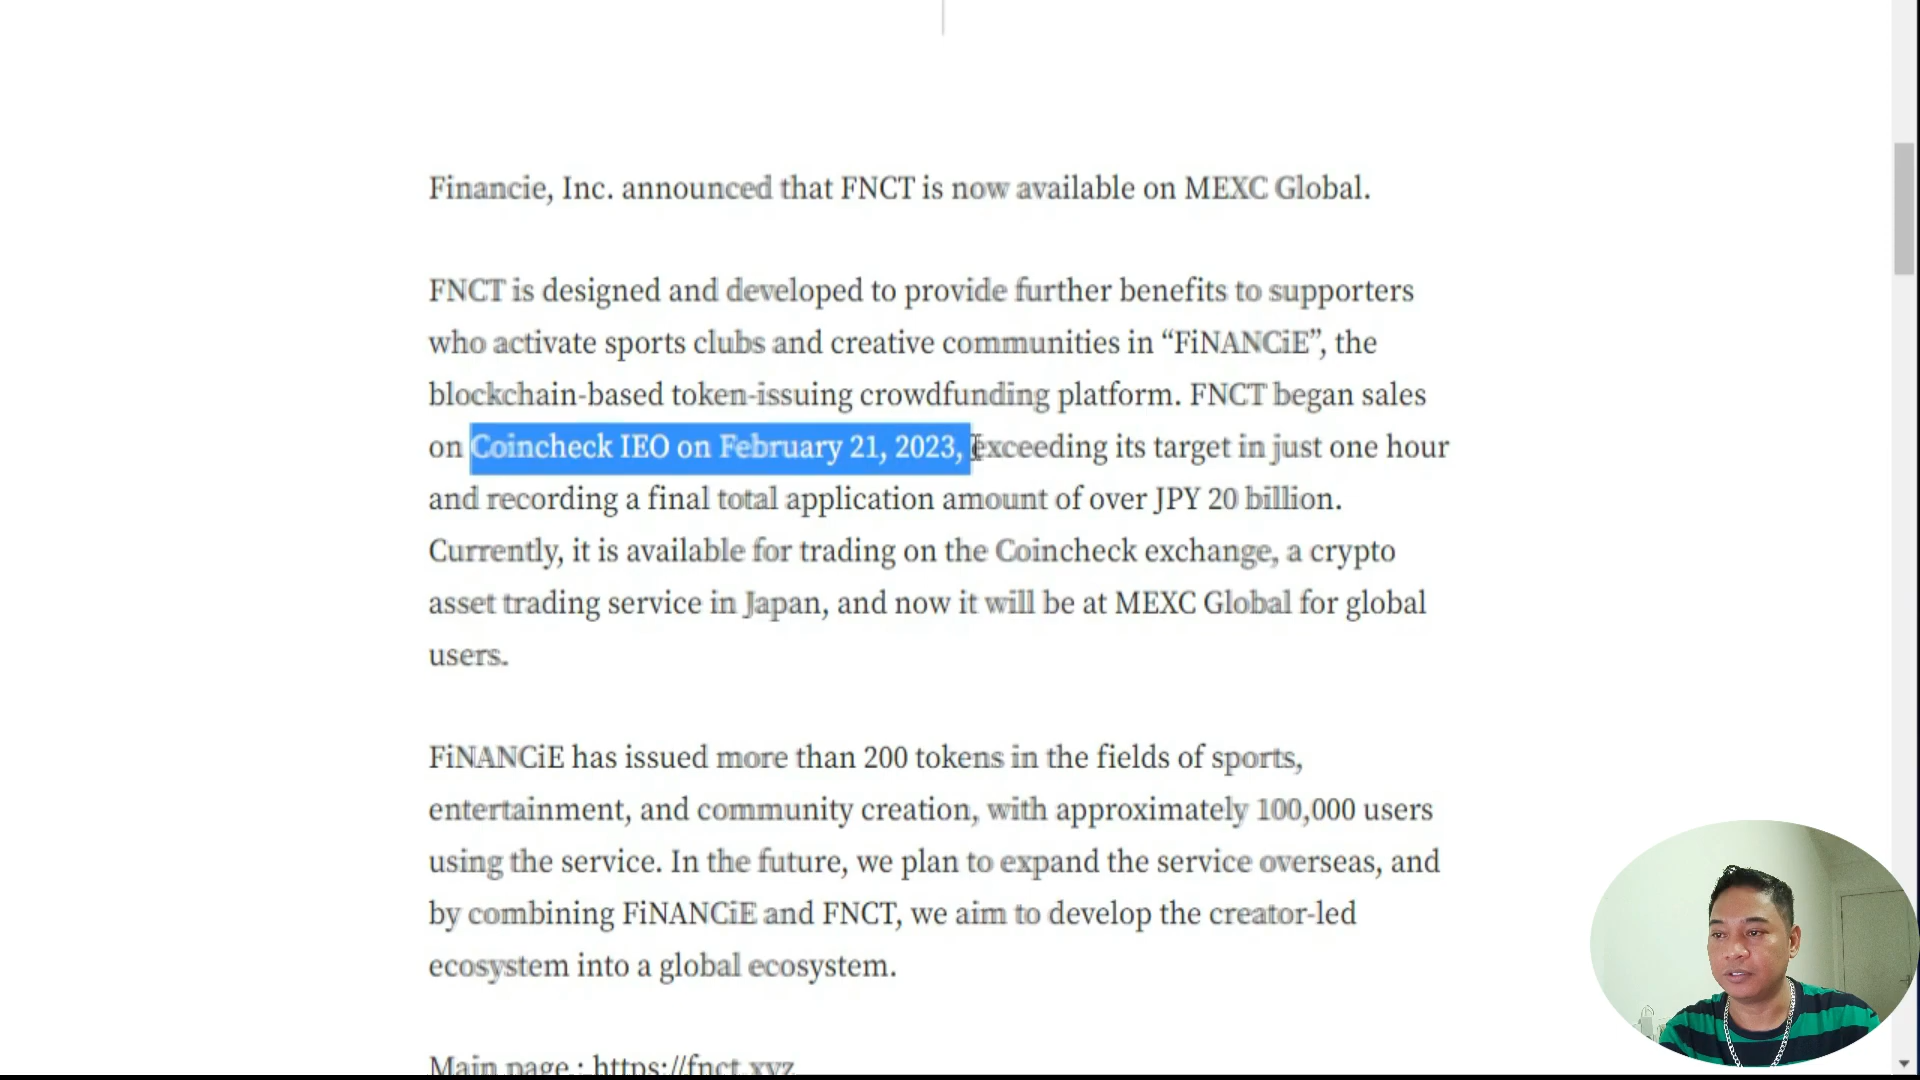 Financie, Inc. announced that FNCT is now available on MEXC Global.
FNCT is designed and developed to provide further benefits to supporters
who activate sports clubs and creative communities in “FiNANCiE”, the
blockchain-based token-issuing crowdfunding platform. FNCT began sales
on Coincheck IEO on February 21, 2023, exceeding its target in just one hour
and recording a final total application amount of over JPY 20 billion.
Currently, it is available for trading on the Coincheck exchange, a crypto
asset trading service in Japan, and now it will be at MEXC Global for global
users.
FiNANCiE has issued more than 200 tokens in the fields of sports,
entertainment, and community creation, with approximately 100,000 users
using the service. In the future, we plan to expand the service overseas, and
by combining FiNANCiE and FNCT, we aim to develop the creator-led
ecosystem into a global ecosystem.
Main page : https://fnct.xyz